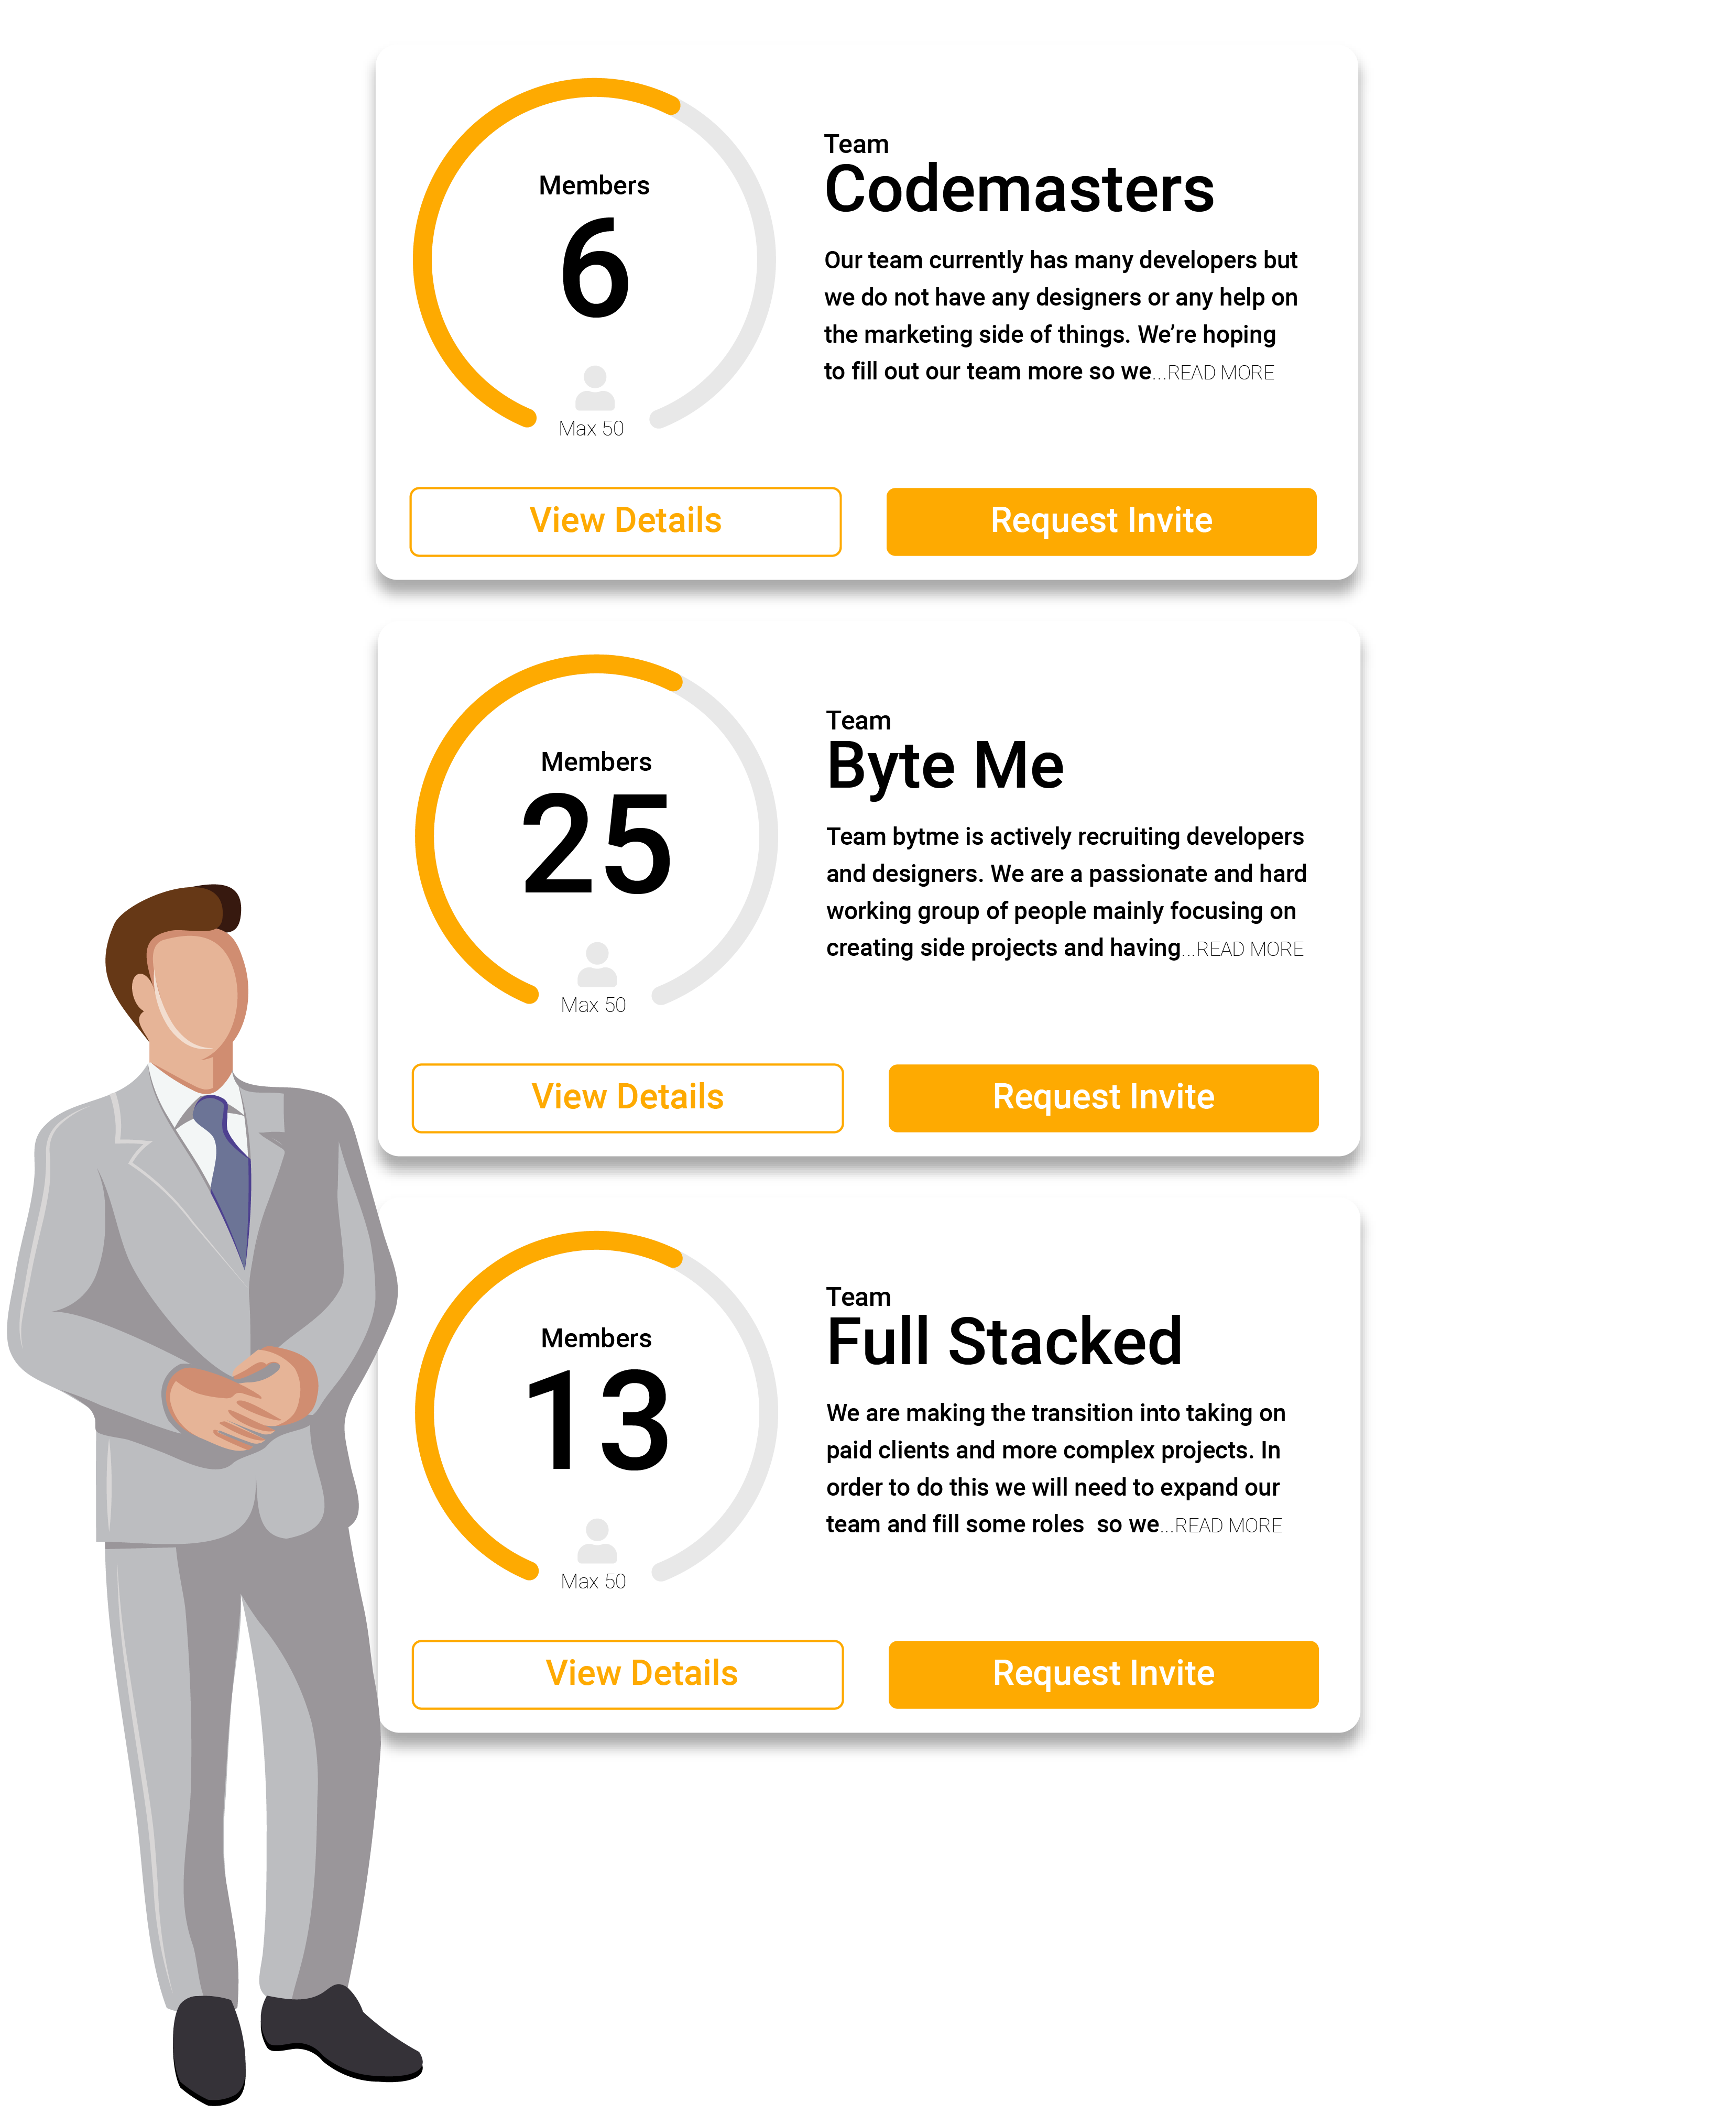 Members
6
Max 50
Team
Codemasters
Our team currently has many developers but
we do not have any designers or any help on
the marketing side of things. We’re hoping
to fill out our team more so we...READ MORE
View Details
Request Invite
Members
25
Max 50
Team
Byte Me
Team bytme is actively recruiting developers
and designers. We are a passionate and hard
working group of people mainly focusing on
creating side projects and having...READ MORE
View Details
Request Invite
Members
13
Max 50
Team
Full Stacked
We are making the transition into taking on
paid clients and more complex projects. In
order to do this we will need to expand our
team and fill some roles  so we...READ MORE
View Details
Request Invite